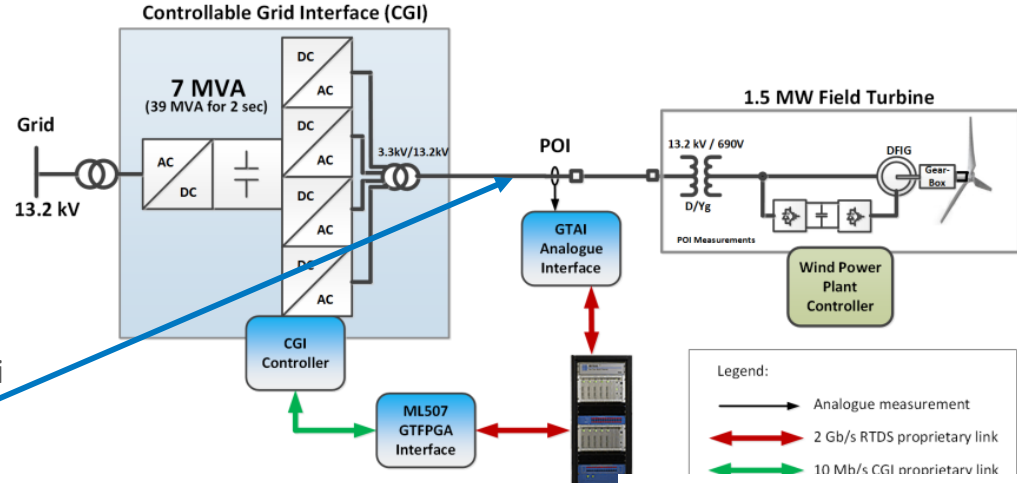 Controllable Grid Interface (CGI)
7 MVA
(39 MVA for 2 sec)
Grid
13.2 kV
AC
DC
DC
AC
DC
AC
DC
AC
DC
AC
3.3kV/13.2kV
POI
1.5 MW Field Turbine
13.2 kV / 690V
D/Yg
DFIG
Gear-
Box
POI Measurements
GTAI
Analogue
Interface
Wind Power
Plant
Controller
CGI
Controller
i
ML507
GTFPGA
Interface
Legend:
Analogue measurement
2 Gb/s RTDS proprietary link
10 Mb/s CGI proprietary link